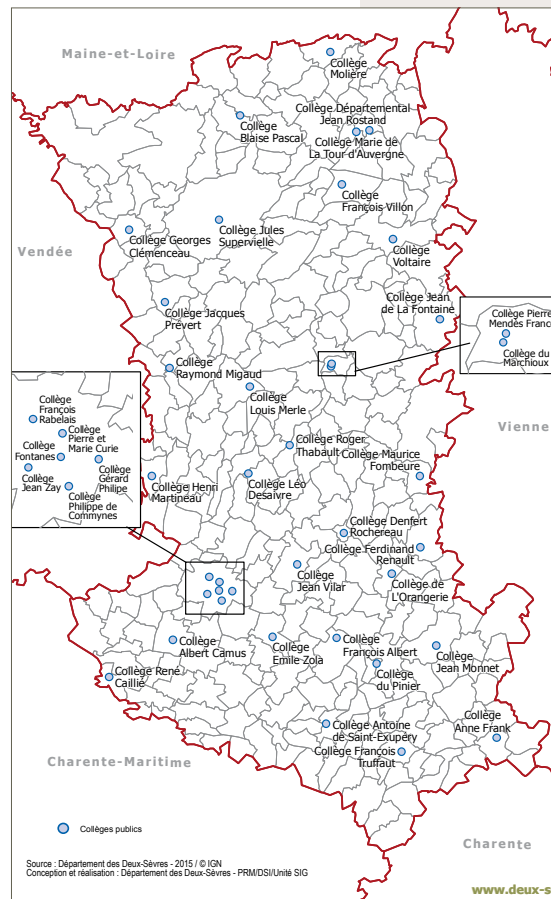 Maine-et-Loire
Collège
Molière
Collège Départemental
Jean Rostand
Collège
Blaise Pascal
Collège Marie de
La Tour d'Auvergne
Collège
François Villon
Collège Jules
Supervielle
Collège Georges
Clémenceau
Collège
Voltaire
Vendée
Collège Jean
de La Fontaine
Collège Jacques
Prévert
Collège Pierre
Mendès France
Collège du
Marchioux
Collège
Raymond Migaud
Collège
Louis Merle
Vienne
Collège
François
Rabelais
Collège
Pierre et
Marie Curie
Collège
Fontanes
Collège
Jean Zay
Collège
Gérard
Philipe
Collège
Philippe de
Commynes
Collège Roger
Thabault
Collège Maurice
Fombeure
Collège Henri
Martineau
Collège Léo
Desaivre
Collège Denfert
Rochereau
Collège Ferdinand
Renault
Collège
Jean Vilar
Collège de
L'Orangerie
Collège
Albert Camus
Collège
Emile Zola
Collège
François Albert
Collège
Jean Monnet
Collège
du Pinier
Collège René
Caillié
Collège Antoine
de Saint-Exupéry
Collège
Anne Frank
Collège François
Truffaut
Charente-Maritime
Collèges publics
Charente
Source : Département des Deux-Sèvres - 2015 / © IGN
Conception et réalisation : Département des Deux-Sèvres - PRM/DSI/Unité SIG
www.deux-s